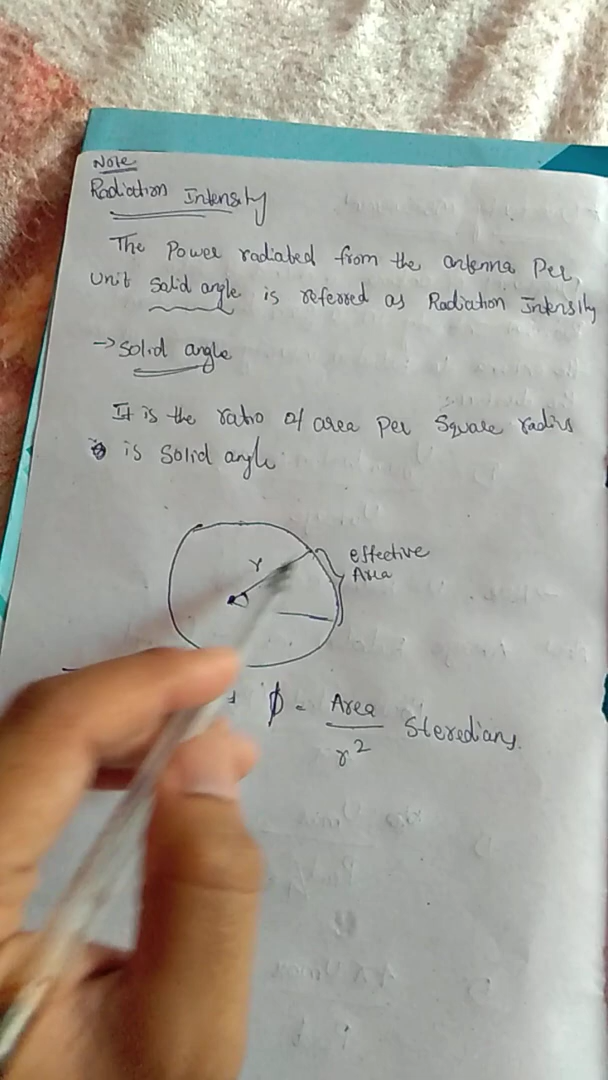 Note
Radiation Intensity
The Power radiated from the antenna Per
Unit Solid angle is referred as Radiation Intensity
→ Solid angle
It is the ratio of area per Square radius
is Solid angle
r
effective
Area
ϕ = Area / r² Steredians.